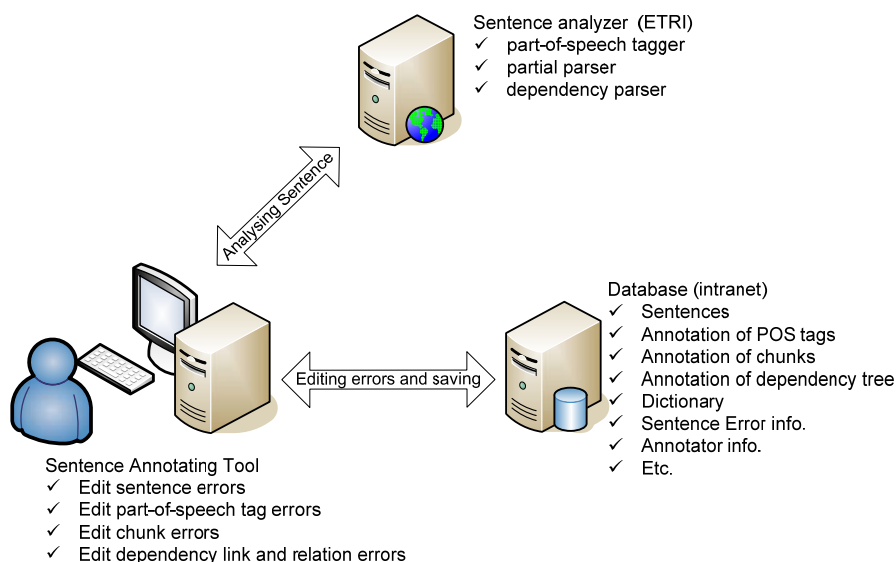 Sentence analyzer (ETRI)
✓ part-of-speech tagger
✓ partial parser
✓ dependency parser
Analysing Sentence
Database (intranet)
✓ Sentences
✓ Annotation of POS tags
✓ Annotation of chunks
✓ Annotation of dependency tree
✓ Dictionary
✓ Sentence Error info.
✓ Annotator info.
✓ Etc.
Editing errors and saving
Sentence Annotating Tool
✓ Edit sentence errors
✓ Edit part-of-speech tag errors
✓ Edit chunk errors
✓ Edit dependency link and relation errors